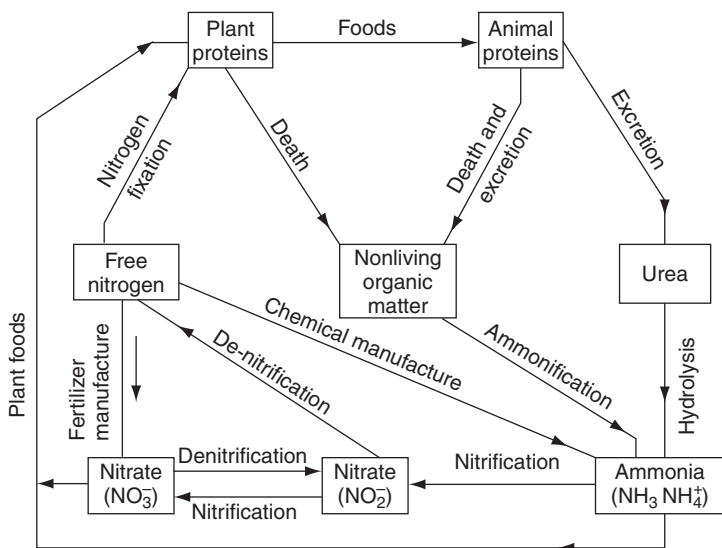 Plant
proteins
Foods
Animal
proteins
Nitrogen
fixation
Death
Death and
excretion
Excretion
Free
nitrogen
Nonliving
organic
matter
Urea
Plant foods
Fertilizer
manufacture
Chemical manufacture
De-nitrification
Ammonification
Hydrolysis
Nitrate
(NO₃⁻)
Denitrification
Nitrification
Nitrate
(NO₂⁻)
Nitrification
Ammonia
(NH₃ NH₄⁺)